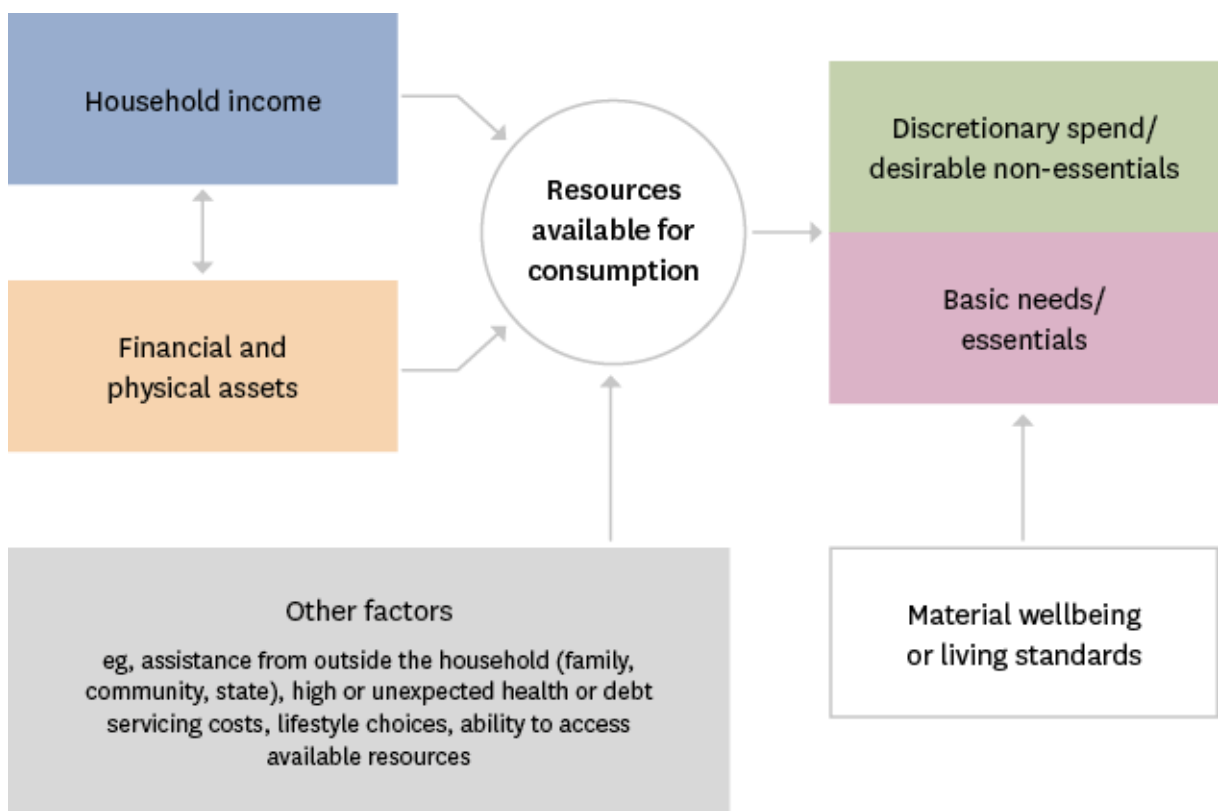 Household income
Financial and
physical assets
Resources
available for
consumption
Discretionary spend/
desirable non-essentials
Basic needs/
essentials
Other factors
eg, assistance from outside the household (family,
community, state), high or unexpected health or debt
servicing costs, lifestyle choices, ability to access
available resources
Material wellbeing
or living standards